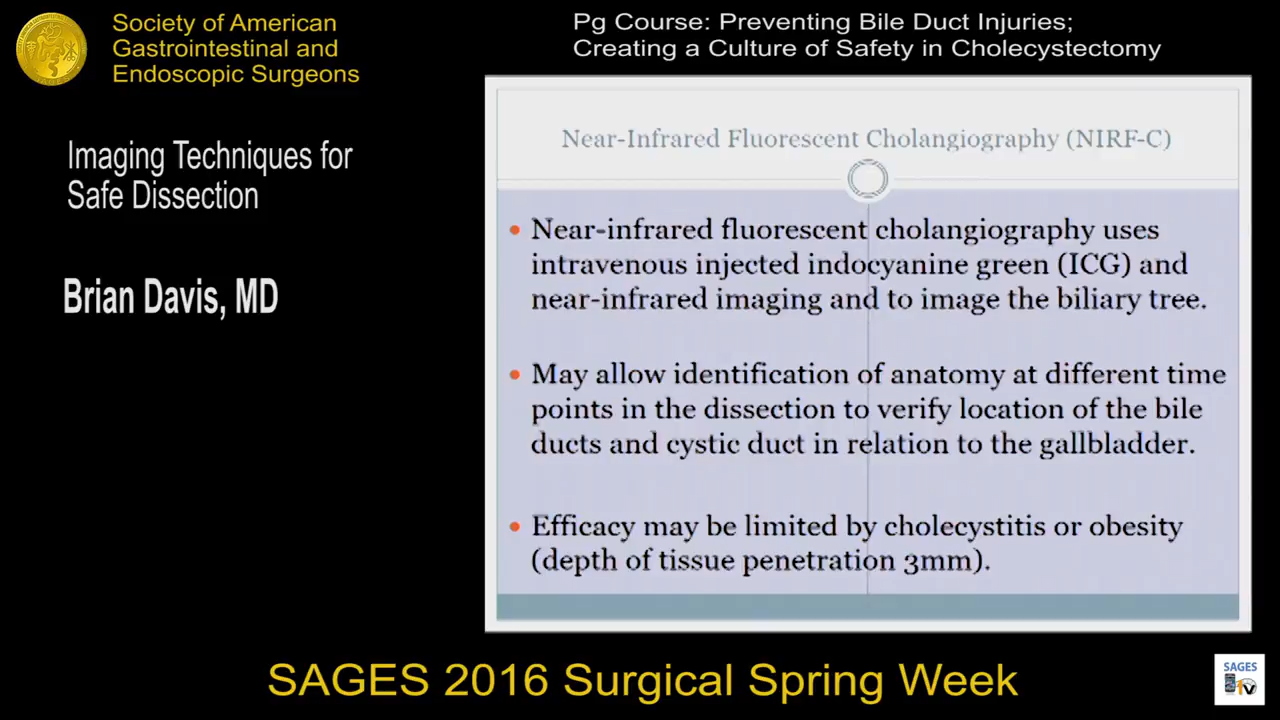 Society of American
Gastrointestinal and
Endoscopic Surgeons
Pg Course: Preventing Bile Duct Injuries;
Creating a Culture of Safety in Cholecystectomy
Imaging Techniques for
Safe Dissection
Brian Davis, MD
Near-Infrared Fluorescent Cholangiography (NIRF-C)
• Near-infrared fluorescent cholangiography uses
intravenous injected indocyanine green (ICG) and
near-infrared imaging and to image the biliary tree.
• May allow identification of anatomy at different time
points in the dissection to verify location of the bile
ducts and cystic duct in relation to the gallbladder.
• Efficacy may be limited by cholecystitis or obesity
(depth of tissue penetration 3mm).
SAGES 2016 Surgical Spring Week
SAGES